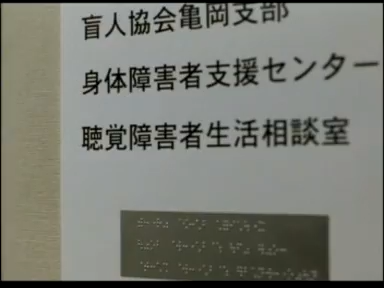 盲人協会亀岡支部
身体障害者支援センター
聴覚障害者生活相談室